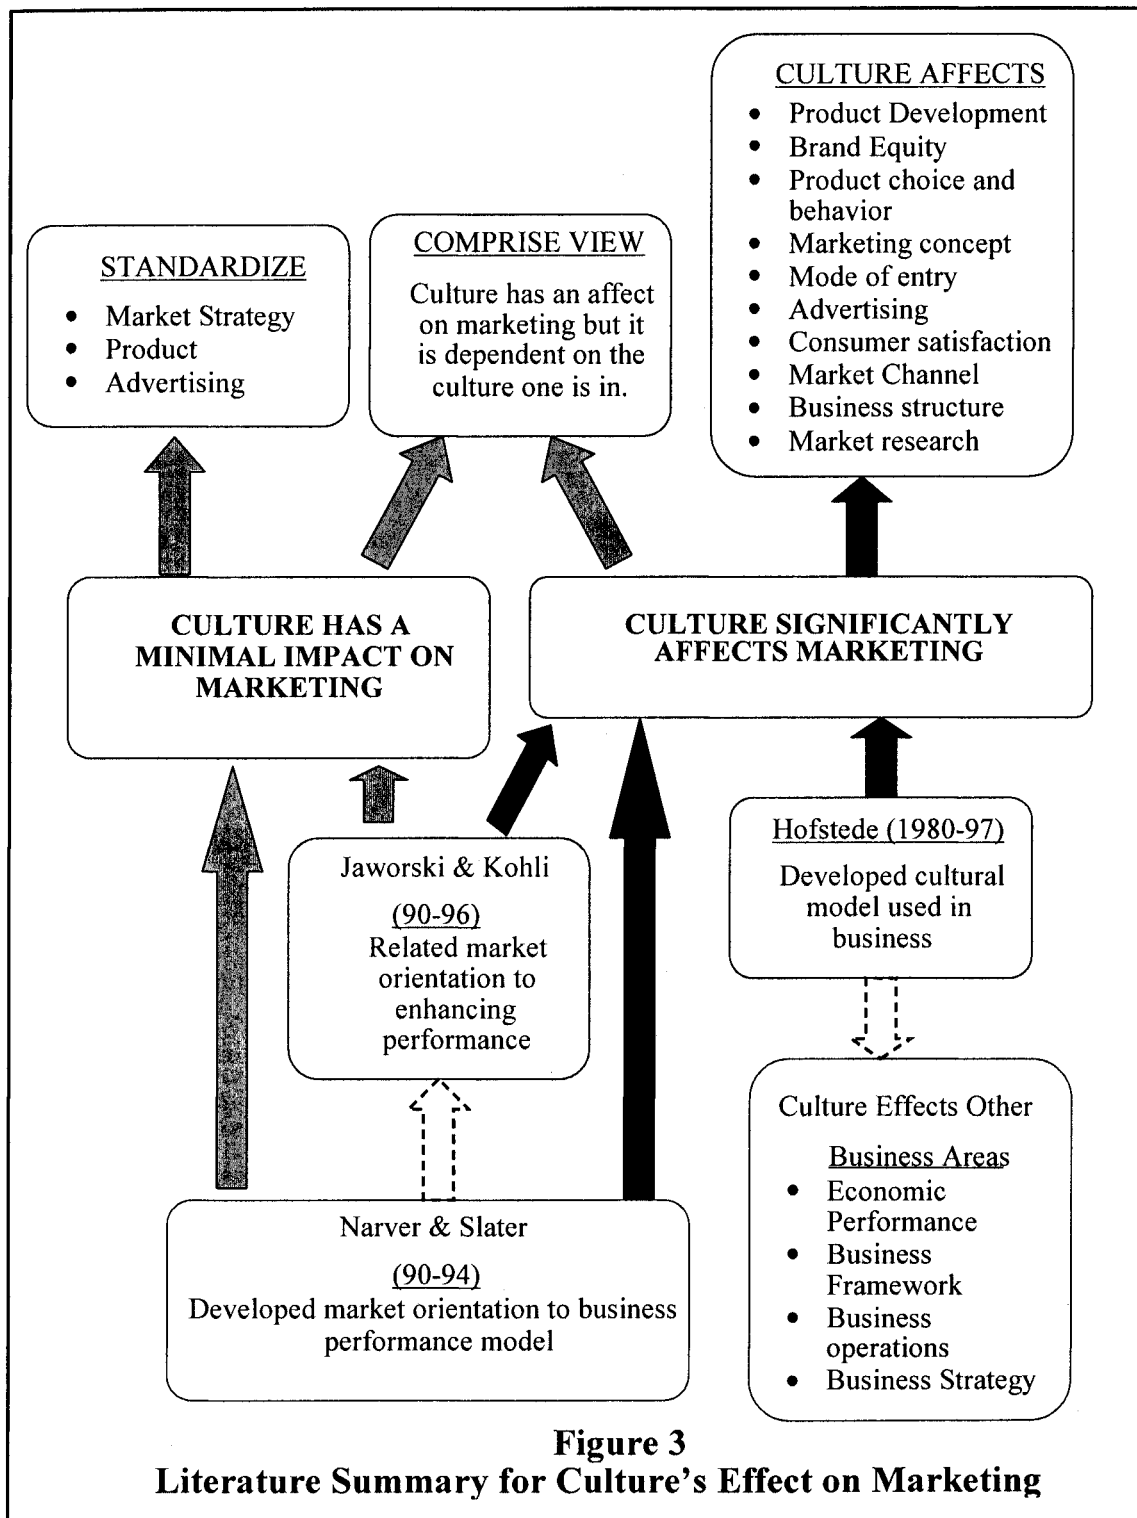 CULTURE AFFECTS
• Product Development
• Brand Equity
• Product choice and
behavior
• Marketing concept
• Mode of entry
• Advertising
• Consumer satisfaction
• Market Channel
• Business structure
• Market research
STANDARDIZE
• Market Strategy
• Product
• Advertising
COMPRISE VIEW
Culture has an affect
on marketing but it
is dependent on the
culture one is in.
CULTURE HAS A
MINIMAL IMPACT ON
MARKETING
CULTURE SIGNIFICANTLY
AFFECTS MARKETING
Jaworski & Kohli
(90-96)
Related market
orientation to
enhancing
performance
Hofstede (1980-97)
Developed cultural
model used in
business
Narver & Slater
(90-94)
Developed market orientation to business
performance model
Culture Effects Other
Business Areas
• Economic
Performance
• Business
Framework
• Business
operations
• Business Strategy
Figure 3
Literature Summary for Culture's Effect on Marketing